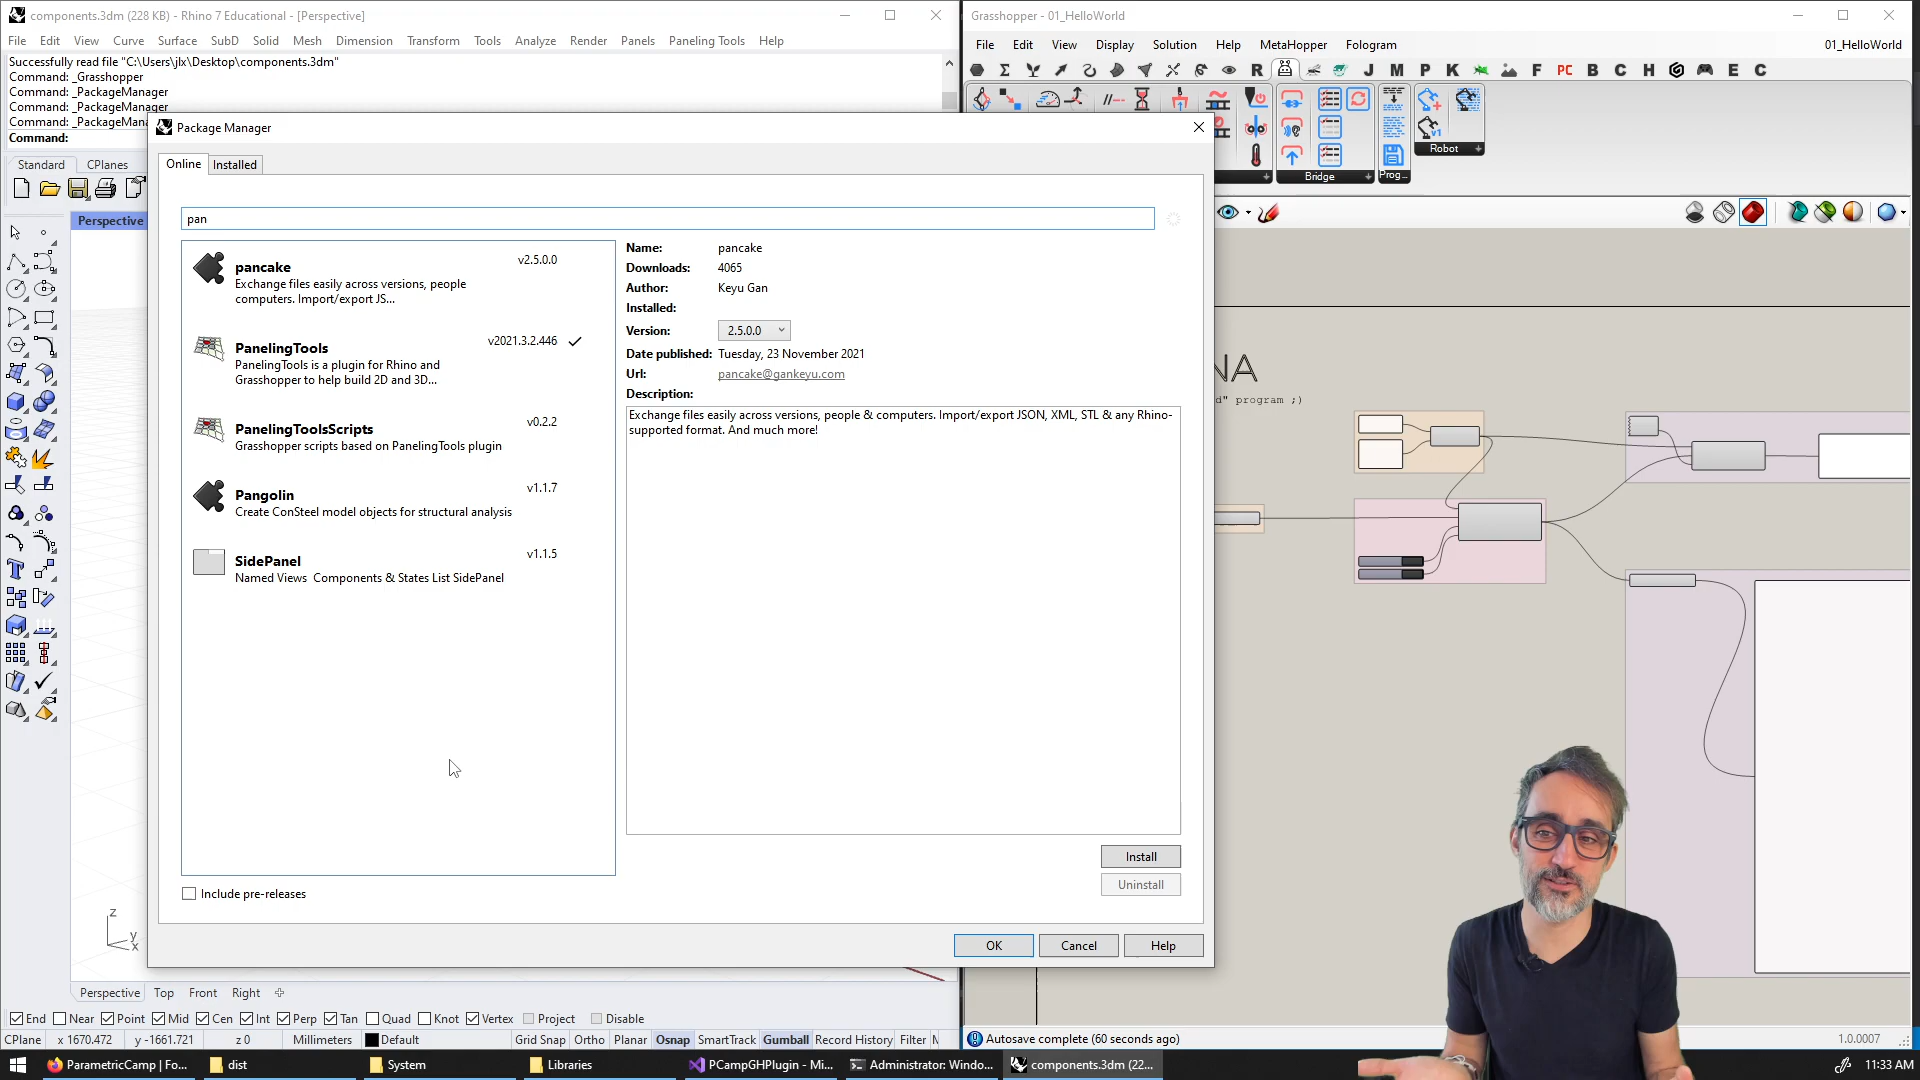 components.3dm (228 KB) - Rhino 7 Educational - [Perspective]
File Edit View Curve Surface SubD Solid Mesh Dimension Transform Tools Analyze Render Panels Paneling Tools Help
Successfully read file "C:\Users\jlx\Desktop\components.3dm"
Command: _Grasshopper
Command: _PackageManager
Command: _PackageManager
Command: _PackageMana
Command:
Standard CPlanes
Perspective
Package Manager
Online Installed
pan
pancake v2.5.0.0
Exchange files easily across versions, people
computers. Import/export JS...
PanelingTools v2021.3.2.446
PanelingTools is a plugin for Rhino and
Grasshopper to help build 2D and 3D...
PanelingToolsScripts v0.2.2
Grasshopper scripts based on PanelingTools plugin
Pangolin v1.1.7
Create ConSteel model objects for structural analysis
SidePanel v1.1.5
Named Views Components & States List SidePanel
Name: pancake
Downloads: 4065
Author: Keyu Gan
Installed:
Version: 2.5.0.0
Date published: Tuesday, 23 November 2021
Url: pancake@gankeyu.com
Description:
Exchange files easily across versions, people & computers. Import/export JSON, XML, STL & any Rhino-
supported format. And much more!
Install
Uninstall
Include pre-releases
OK Cancel Help
z
y
x
Perspective Top Front Right
End Near Point Mid Cen Int Perp Tan Quad Knot Vertex Project Disable
CPlane x 1670.472 y -1661.721 z 0 Millimeters Default Grid Snap Ortho Planar Osnap SmartTrack Gumball Record History Filter M
Grasshopper - 01_HelloWorld
File Edit View Display Solution Help MetaHopper Fologram 01_HelloWorld
R J M P K F PC B C H E C
Bridge
Prog...
Robot
v1
NA
d" program ;)
Autosave complete (60 seconds ago) 1.0.0007
ParametricCamp | Fo... dist System Libraries PCampGHPlugin - Mi... Administrator: Windo... components.3dm (22... 11:33 AM